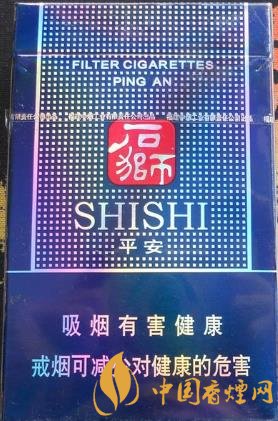 FILTER CIGARETTES
PING AN
石狮
SHISHI
平安
吸烟有害健康
戒烟可减少对健康的危害
中国香烟网